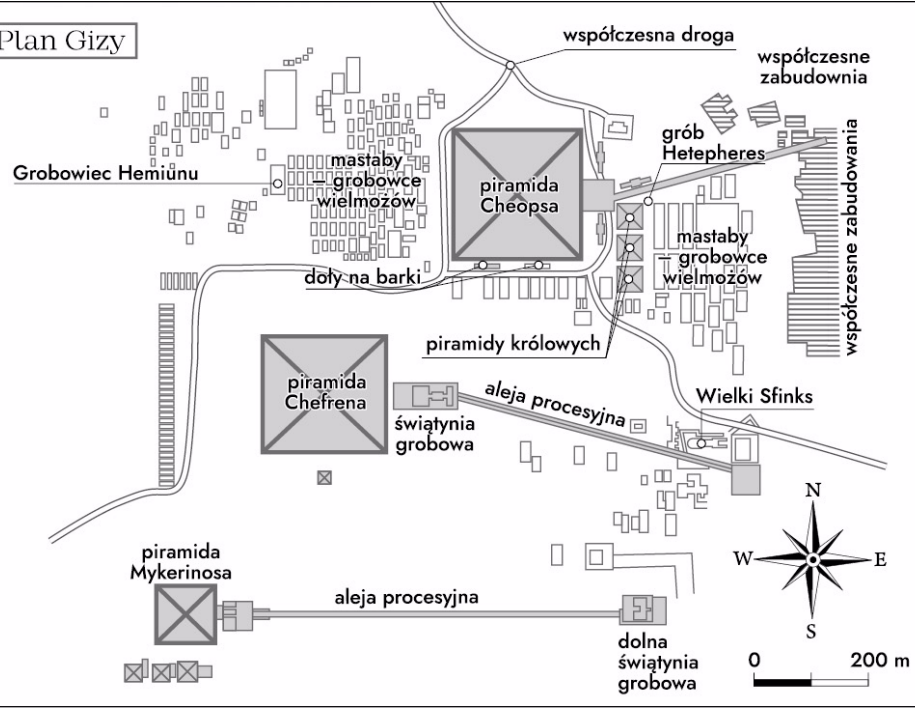 Plan Gizy
współczesna droga
współczesne
zabudownia
grób
Hetepheres
Grobowiec Hemiunu
mastaby
– grobowce
wielmożów
piramida
Cheopsa
mastaby
– grobowce
wielmożów
współczesne zabudowania
doły na barki
piramidy królowych
piramida
Chefrena
aleja procesyjna
Wielki Sfinks
świątynia
grobowa
N
W
E
S
piramida
Mykerinosa
aleja procesyjna
dolna
świątynia
grobowa
0 200 m